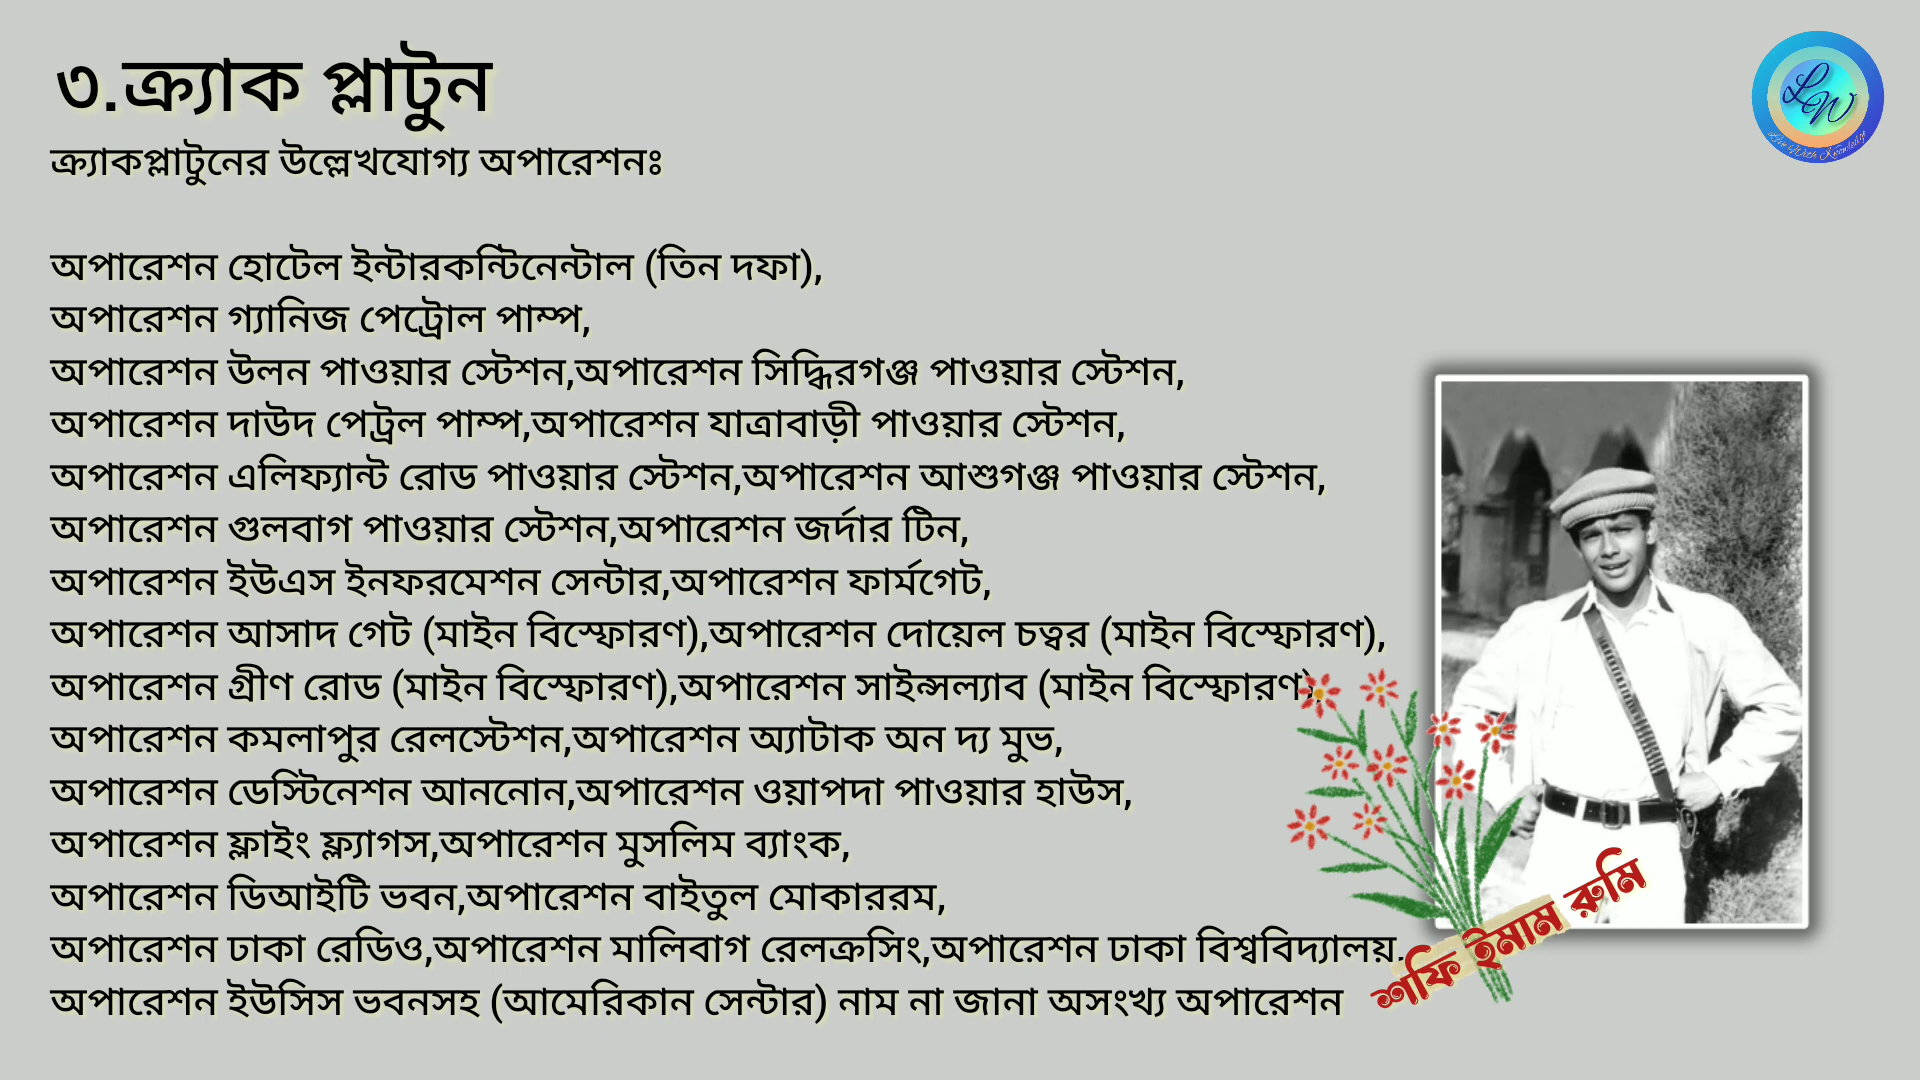 ৩.ক্র্যাক প্লাটুন
ক্র্যাকপ্লাটুনের উল্লেখযোগ্য অপারেশনঃ
অপারেশন হোটেল ইন্টারকন্টিনেন্টাল (তিন দফা),
অপারেশন গ্যানিজ পেট্রোল পাম্প,
অপারেশন উলন পাওয়ার স্টেশন,অপারেশন সিদ্ধিরগঞ্জ পাওয়ার স্টেশন,
অপারেশন দাউদ পেট্রল পাম্প,অপারেশন যাত্রাবাড়ী পাওয়ার স্টেশন,
অপারেশন এলিফ্যান্ট রোড পাওয়ার স্টেশন,অপারেশন আশুগঞ্জ পাওয়ার স্টেশন,
অপারেশন গুলবাগ পাওয়ার স্টেশন,অপারেশন জর্দার টিন,
অপারেশন ইউএস ইনফরমেশন সেন্টার,অপারেশন ফার্মগেট,
অপারেশন আসাদ গেট (মাইন বিস্ফোরণ),অপারেশন দোয়েল চত্বর (মাইন বিস্ফোরণ),
অপারেশন গ্রীণ রোড (মাইন বিস্ফোরণ),অপারেশন সাইন্সল্যাব (মাইন বিস্ফোরণ),
অপারেশন কমলাপুর রেলস্টেশন,অপারেশন অ্যাটাক অন দ্য মুভ,
অপারেশন ডেস্টিনেশন আননোন,অপারেশন ওয়াপদা পাওয়ার হাউস,
অপারেশন ফ্লাইং ফ্ল্যাগস,অপারেশন মুসলিম ব্যাংক,
অপারেশন ডিআইটি ভবন,অপারেশন বাইতুল মোকাররম,
অপারেশন ঢাকা রেডিও,অপারেশন মালিবাগ রেলক্রসিং,অপারেশন ঢাকা বিশ্ববিদ্যালয়,
অপারেশন ইউসিস ভবনসহ (আমেরিকান সেন্টার) নাম না জানা অসংখ্য অপারেশন
শফি ইমাম রুমি
LW
Live With Knowledge